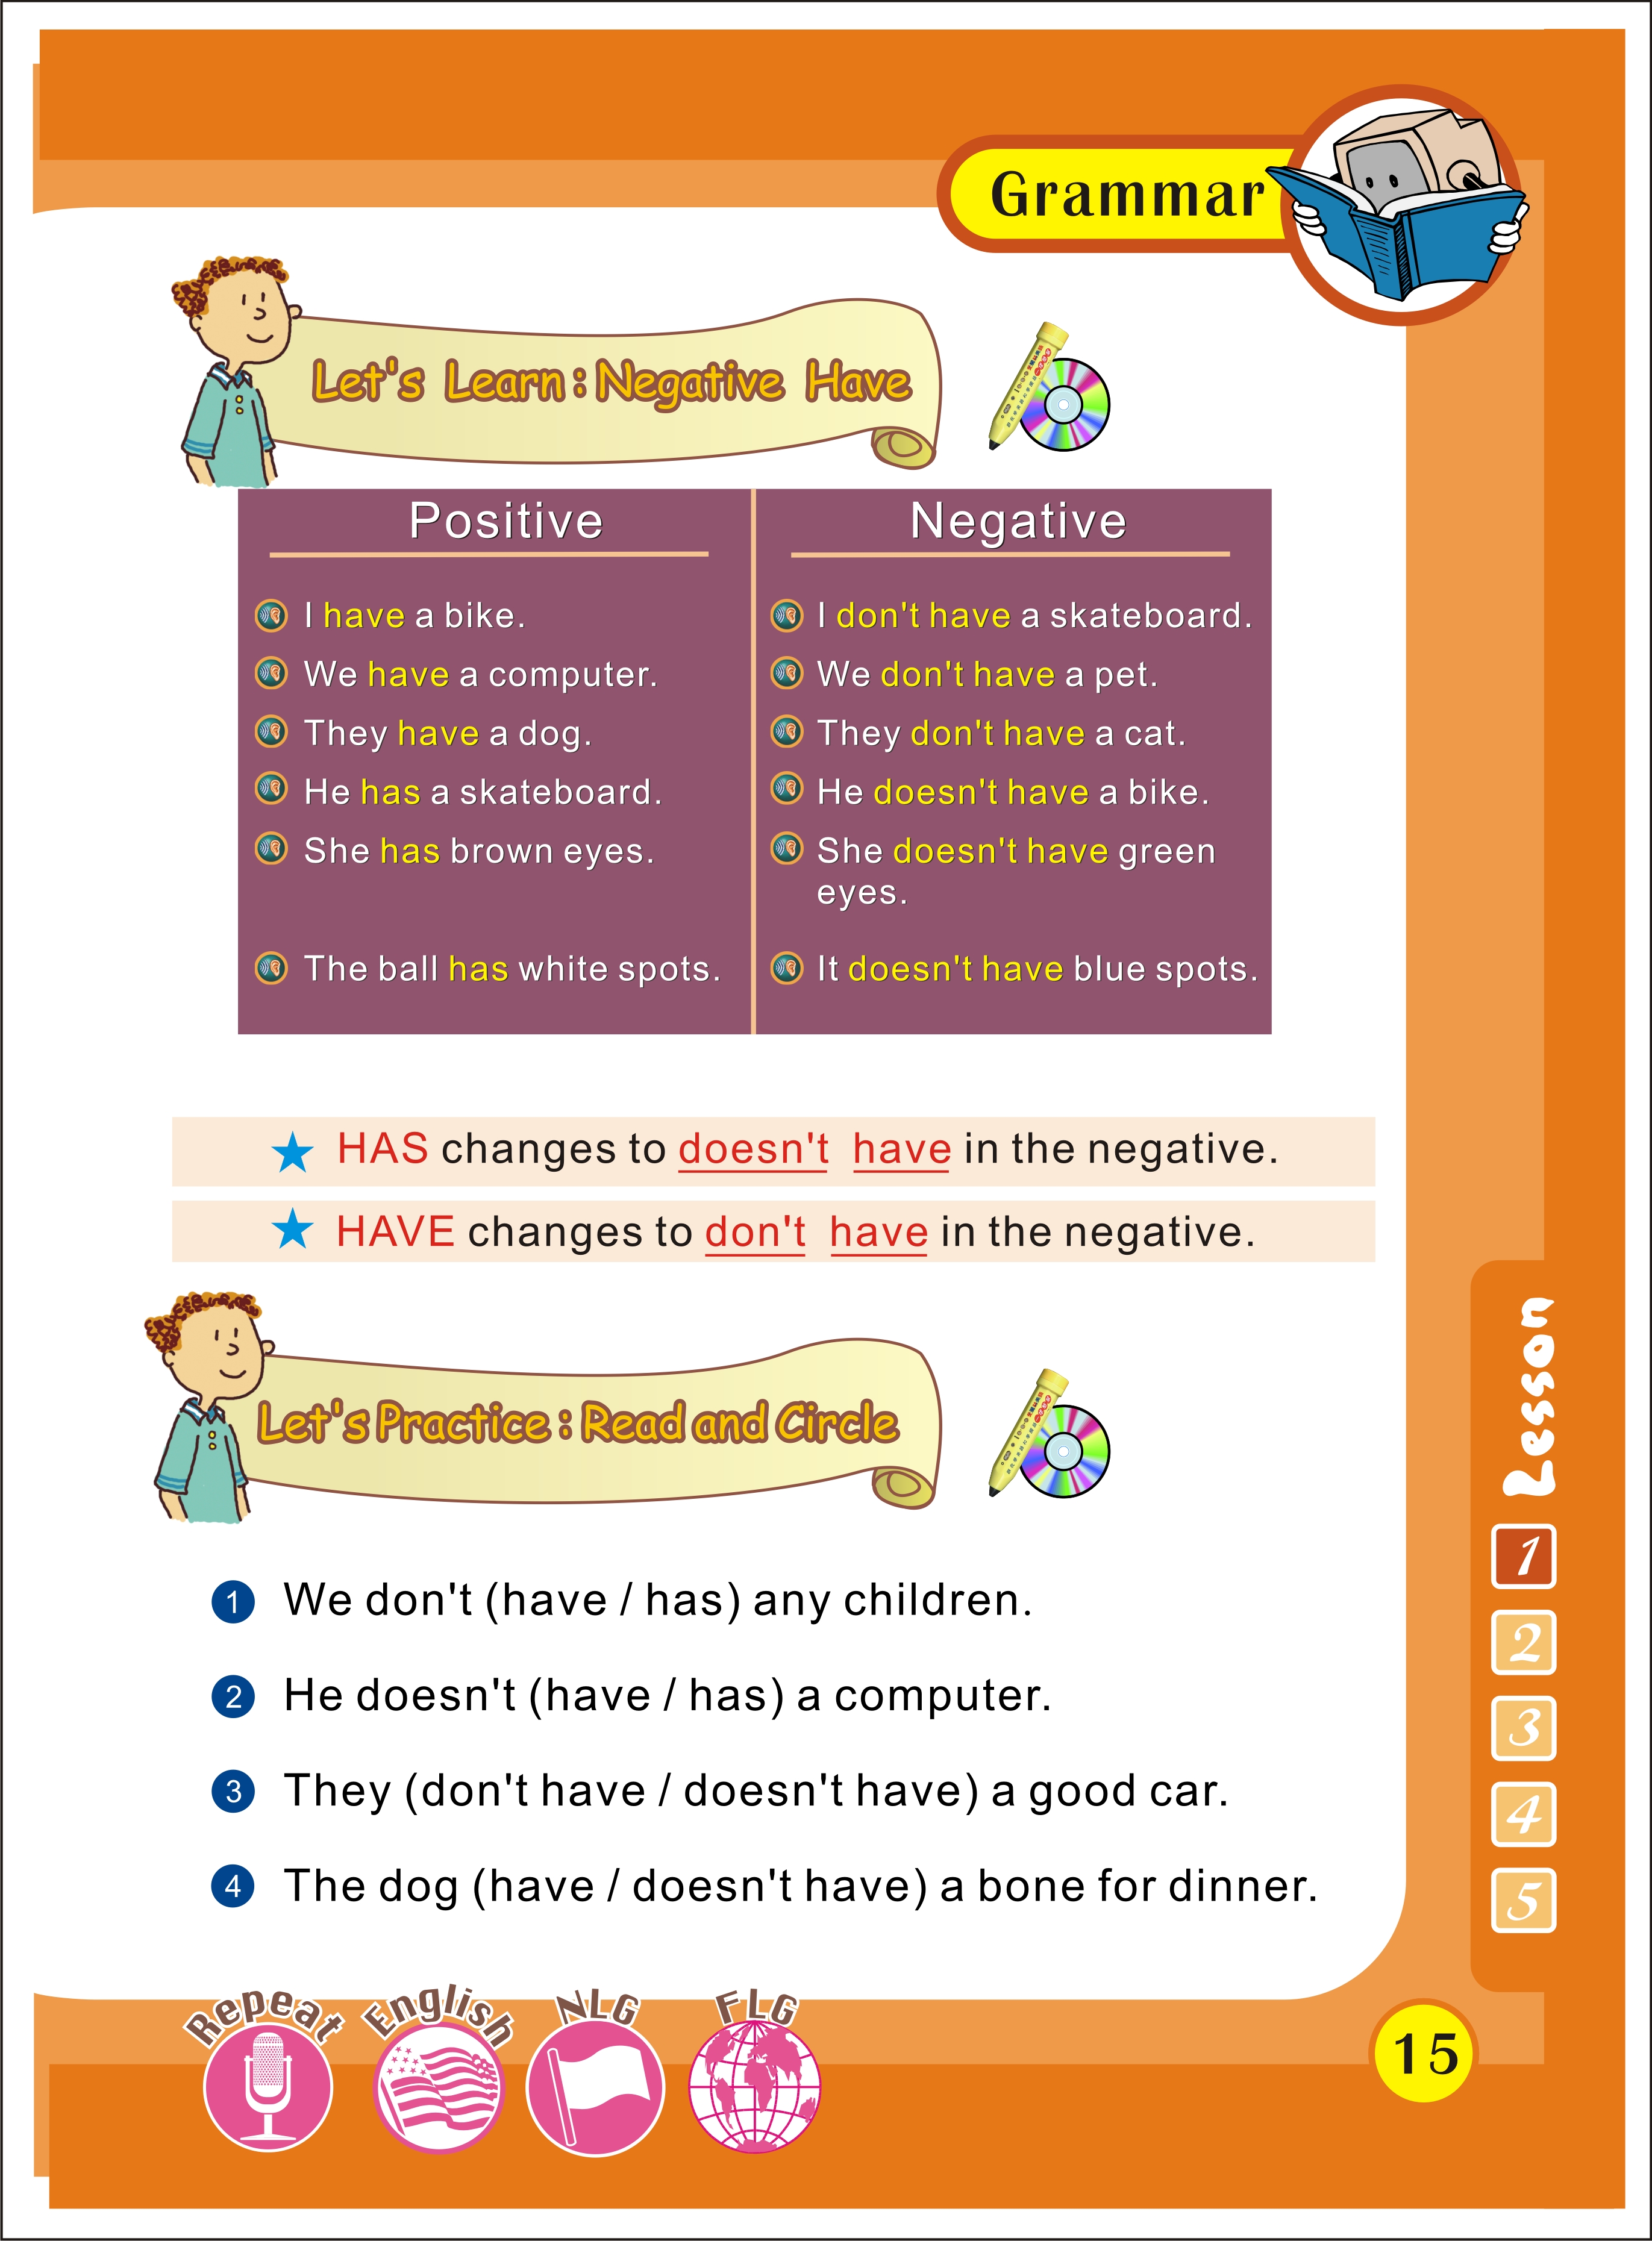 Grammar
Let's Learn : Negative Have
Positive
I have a bike.
We have a computer.
They have a dog.
He has a skateboard.
She has brown eyes.
The ball has white spots.
Negative
I don't have a skateboard.
We don't have a pet.
They don't have a cat.
He doesn't have a bike.
She doesn't have green
eyes.
It doesn't have blue spots.
HAS changes to doesn't have in the negative.
HAVE changes to don't have in the negative.
Let's Practice : Read and Circle
1 We don't (have / has) any children.
2 He doesn't (have / has) a computer.
3 They (don't have / doesn't have) a good car.
4 The dog (have / doesn't have) a bone for dinner.
Lesson
1
2
3
4
5
Repeat
English
NLG
FLG
15